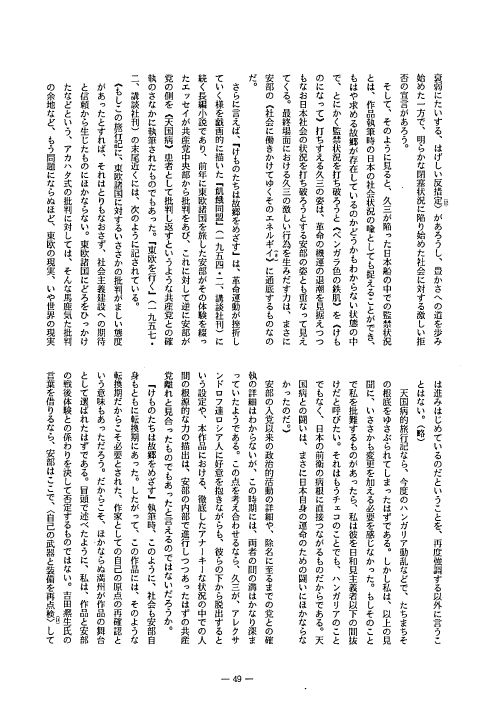 衰弱にたいする、はげしい反措定」があろうし、豊かさへの道を歩み
始めた一方で、明らかな閉塞状況に陥り始めた社会に対する激しい拒
否の宣言があろう。
そして、そのように見ると、久三が陥った日本船の中での監禁状況
とは、作品執筆時の日本の社会状況の喩としても捉えることができ、
もはや求める故郷が存在しているのかどうかもわからない状態の中
で、とにかく監禁状況を打ち破ろうと《ベンガラ色の鉄肌》を《けも
のになって》打ちすえる久三の姿は、革命の機運の退潮を見据えつつ
もなお日本社会の状況を打ち破ろうとする安部の姿とも重なって見え
てくる。最終場面における久三の激しい行為を生みだす力は、まさに
安部の《社会に働きかけてゆくそのエネルギイ》に通底するものなの
だ。
さらに言えば、『けものたちは故郷をめざす』は、革命運動が挫折し
ていく様を戯画的に描いた『飢餓同盟』(一九五四・二、講談社刊)に
続く長編小説であり、前年に東欧諸国を旅した安部がその体験を綴っ
たエッセイが共産党中央部から批判をあび、これに対して逆に安部が
党の側を《天国病》患者として批判し返すというような共産党との確
執のさなかに執筆されたものでもあった。『東欧を行く』(一九五七・
二、講談社刊)の末尾近くには、次のように記されている。
《もしこの旅行記に、東欧諸国に対するいささかの批判がましい態度
があったとすれば、それはとりもなおさず、社会主義建設への期待
と信頼から生じたものにほかならない。東欧諸国にどろをひっかけ
たなどという、アカハタ式の批判に対しては、そんな馬鹿気た批判
の余地など、もう問題にならぬほど、東欧の現実、いや世界の現実
は進みはじめているのだということを、再度強調する以外に言うこ
とはない。(略)
天国病的旅行記なら、今度のハンガリア動乱などで、たちまちそ
の根底をゆさぶられてしまったはずである。しかし私は、以上の見
聞に、いささかも変更を加える必要を感じなかった。もしそのこと
で私を批難するものがあったら、私は彼を日和見主義者以下の間抜
けだと呼びたい。それはもうチェコのことでも、ハンガリアのこと
でもなく、日本の前衛の病根に直接つながるものだからである。天
国病との闘いは、まさに日本自身の運命のための闘いにほかならな
かったのだ。》
安部の入党以来の政治的活動の詳細や、除名に至るまでの党との確
執の詳細はわからないが、この時期には、両者の間の溝はかなり深ま
っていたようである。この点を考え合わせるなら、久三が、アレクサ
ンドロフ達ロシア人に好意を抱きながらも、彼らの下から脱出すると
いう設定や、本作品における、徹底したアナーキーな状況の中での人
間の根源的な力の描出は、安部の内部で進行しつつあったはずの共産
党離れと見合ったものでもあったと言えるのではないだろうか。
『けものたちは故郷をめざす』執筆時、このように、社会も安部自
身もともに転換期にあった。したがって、この作品には、そのような
転換期だからこそ必要とされた、作家としての自己の原点の再確認と
いう意味もあっただろう。だからこそ、ほかならぬ満州が作品の舞台
として選ばれたはずである。冒頭で述べたように、私は、作品と安部
の戦後体験との係わりを決して否定するものではない。吉田熈生氏の
言葉を借りるなら、安部はここで、〈自己の武器と装備を再点検〉して
— 49 —